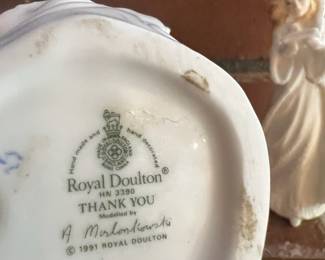 Hand made and hand decorated
Royal Doulton®
HN 3390
THANK YOU
Modelled by
A Maslankowski
© 1991 ROYAL DOULTON